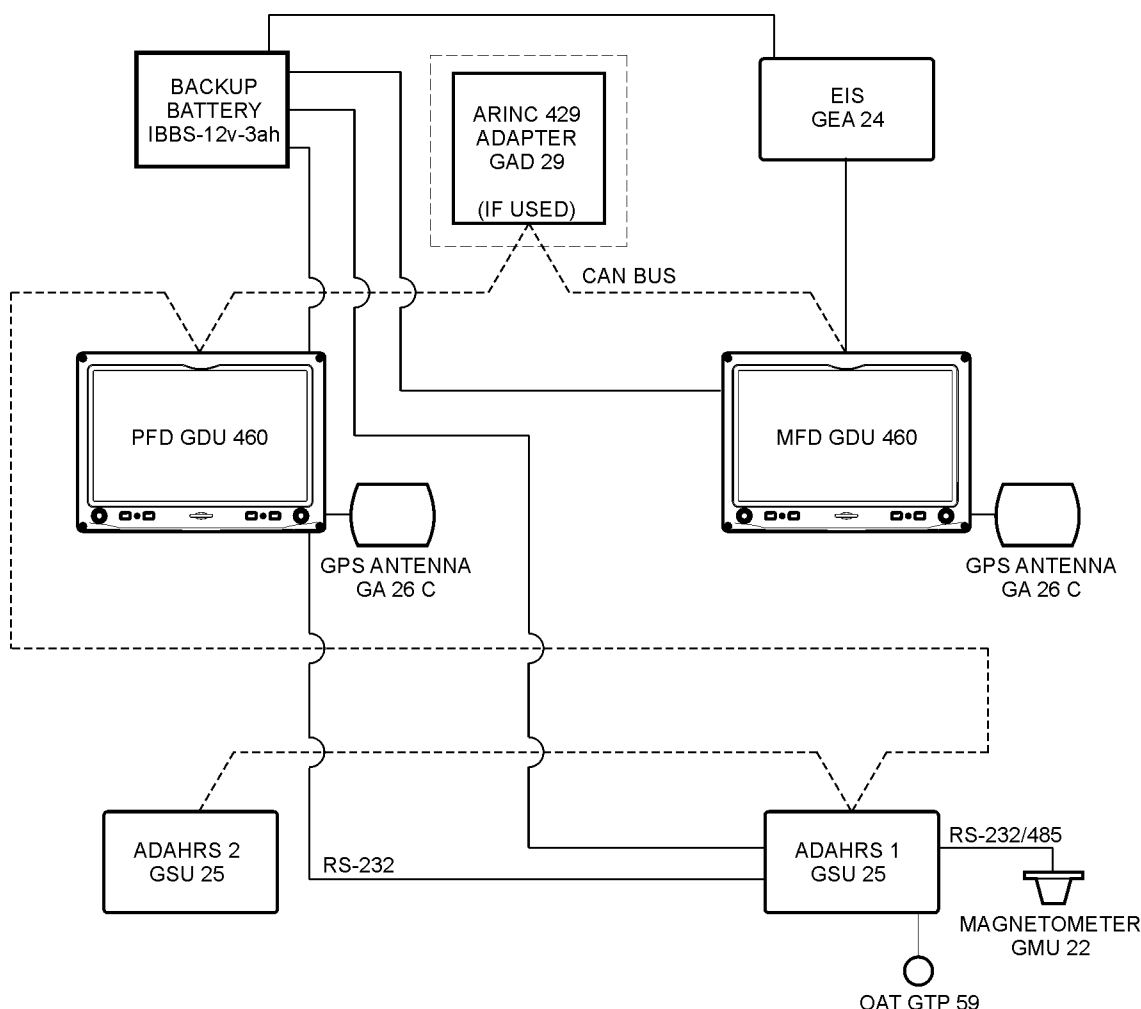 BACKUP
BATTERY
IBBS-12v-3ah
ARINC 429
ADAPTER
GAD 29
(IF USED)
EIS
GEA 24
CAN BUS
PFD GDU 460
MFD GDU 460
GPS ANTENNA
GA 26 C
GPS ANTENNA
GA 26 C
ADAHRS 2
GSU 25
RS-232
ADAHRS 1
GSU 25
RS-232/485
MAGNETOMETER
GMU 22
OAT GTP 59